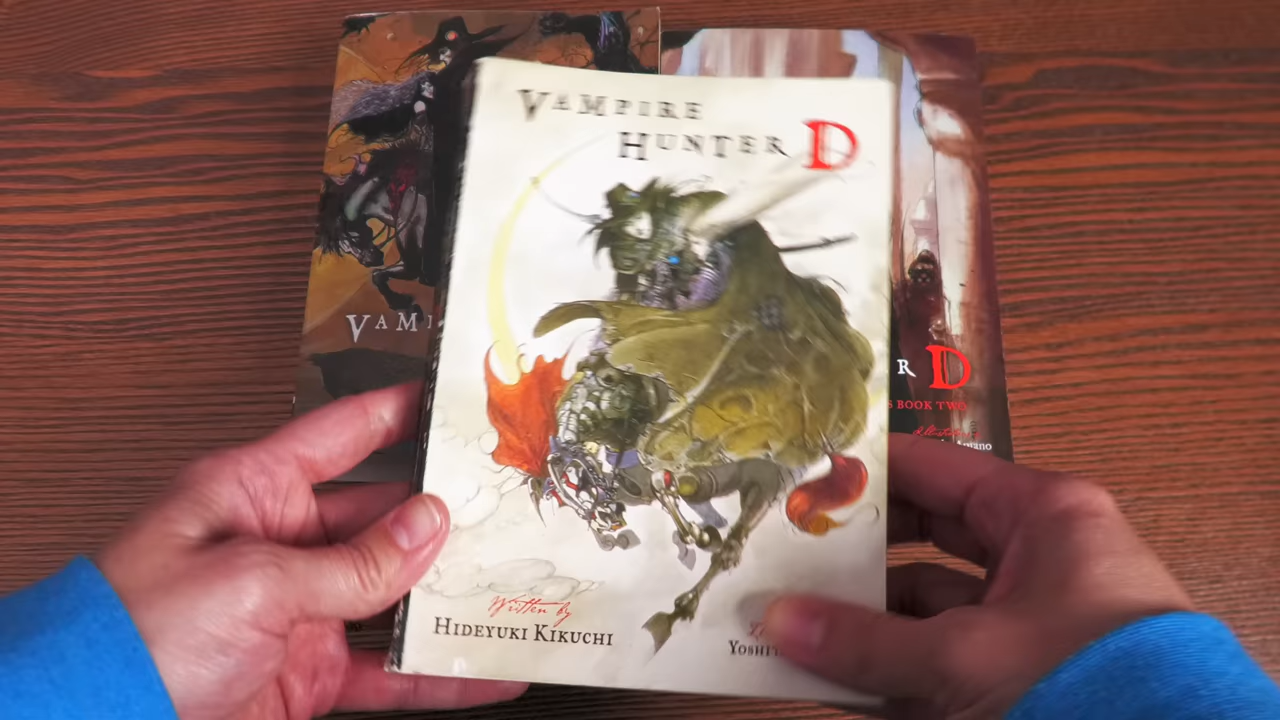 VAMPIRE
HUNTER D
Written by
HIDEYUKI KIKUCHI
VAM
R D
BOOK TWO